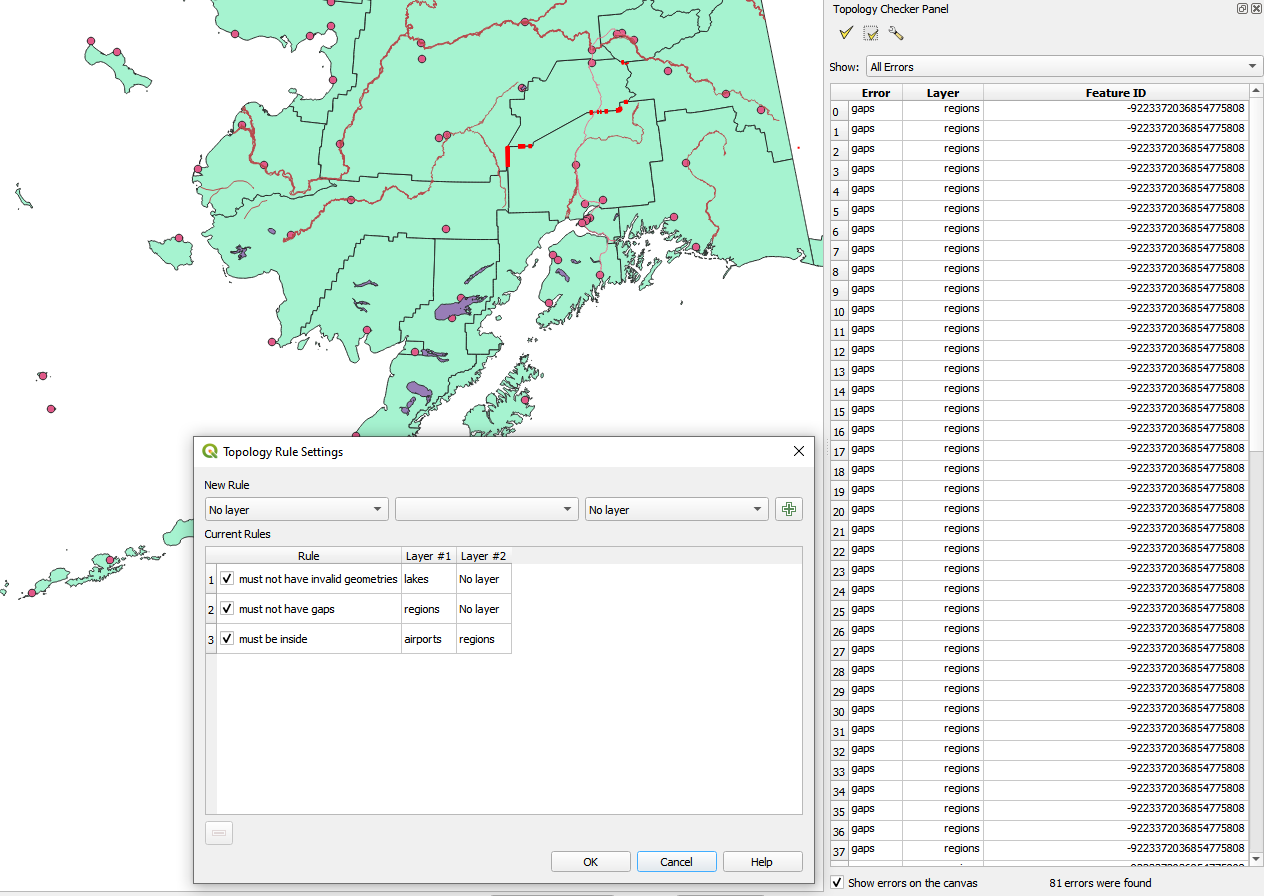 Topology Checker Panel
Show: All Errors
Error Layer Feature ID
0 gaps regions -9223372036854775808
1 gaps regions -9223372036854775808
2 gaps regions -9223372036854775808
3 gaps regions -9223372036854775808
4 gaps regions -9223372036854775808
5 gaps regions -9223372036854775808
6 gaps regions -9223372036854775808
7 gaps regions -9223372036854775808
8 gaps regions -9223372036854775808
9 gaps regions -9223372036854775808
10 gaps regions -9223372036854775808
11 gaps regions -9223372036854775808
12 gaps regions -9223372036854775808
13 gaps regions -9223372036854775808
14 gaps regions -9223372036854775808
15 gaps regions -9223372036854775808
16 gaps regions -9223372036854775808
17 gaps regions -9223372036854775808
18 gaps regions -9223372036854775808
19 gaps regions -9223372036854775808
20 gaps regions -9223372036854775808
21 gaps regions -9223372036854775808
22 gaps regions -9223372036854775808
23 gaps regions -9223372036854775808
24 gaps regions -9223372036854775808
25 gaps regions -9223372036854775808
26 gaps regions -9223372036854775808
27 gaps regions -9223372036854775808
28 gaps regions -9223372036854775808
29 gaps regions -9223372036854775808
30 gaps regions -9223372036854775808
31 gaps regions -9223372036854775808
32 gaps regions -9223372036854775808
33 gaps regions -9223372036854775808
34 gaps regions -9223372036854775808
35 gaps regions -9223372036854775808
36 gaps regions -9223372036854775808
37 gaps regions -9223372036854775808
Show errors on the canvas 81 errors were found
Topology Rule Settings
New Rule
No layer No layer
Current Rules
Rule Layer #1 Layer #2
1 must not have invalid geometries lakes No layer
2 must not have gaps regions No layer
3 must be inside airports regions
OK Cancel Help